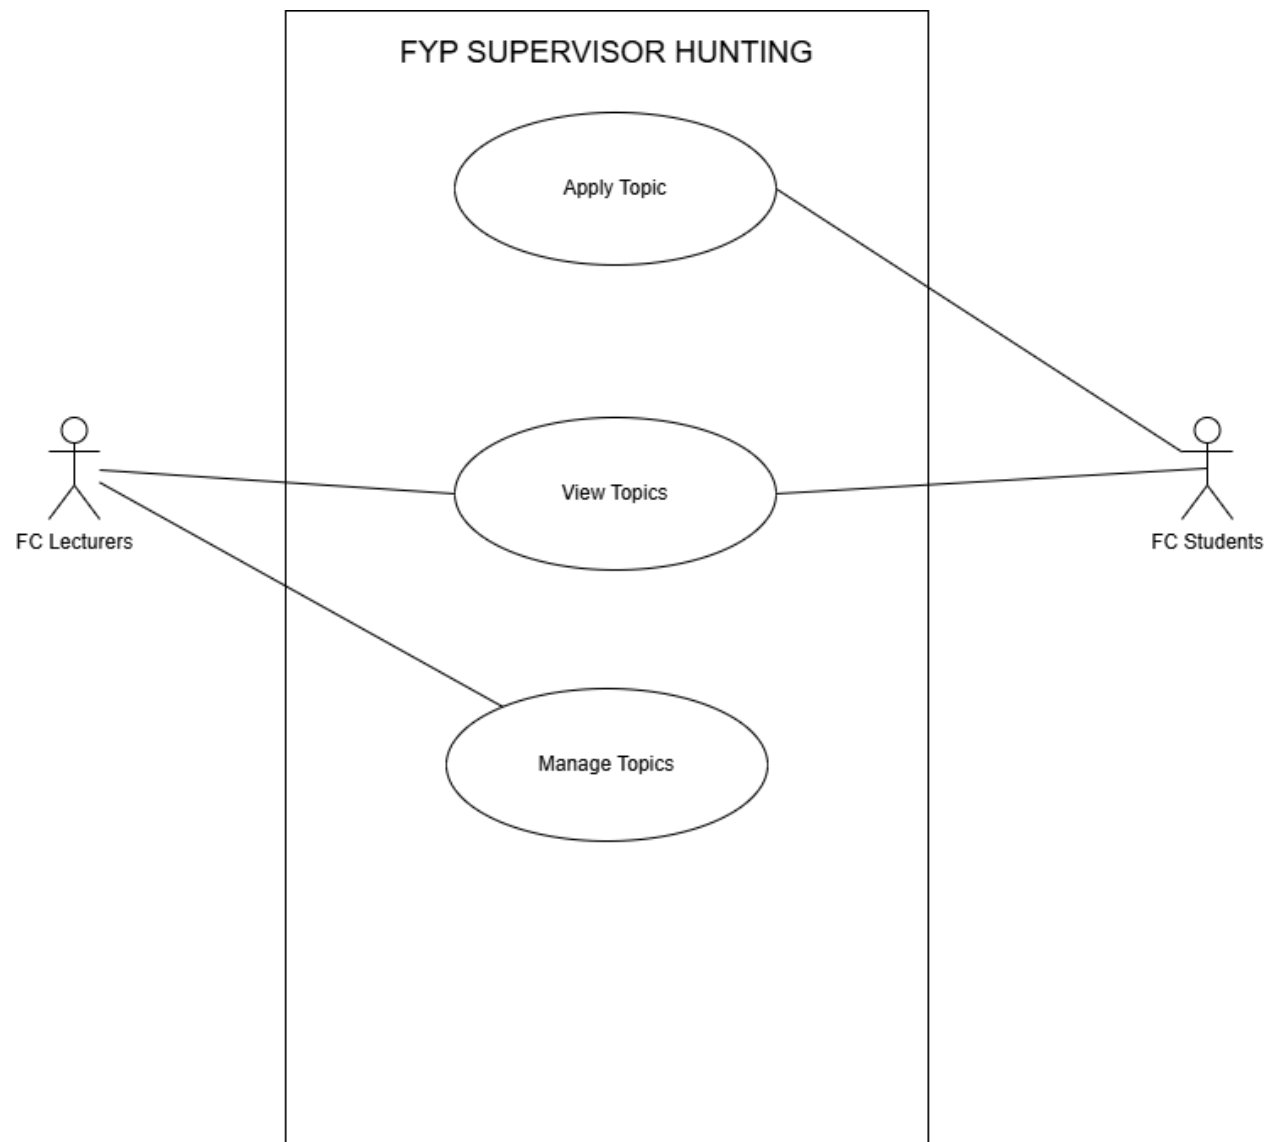 FYP SUPERVISOR HUNTING
Apply Topic
View Topics
FC Lecturers
FC Students
Manage Topics